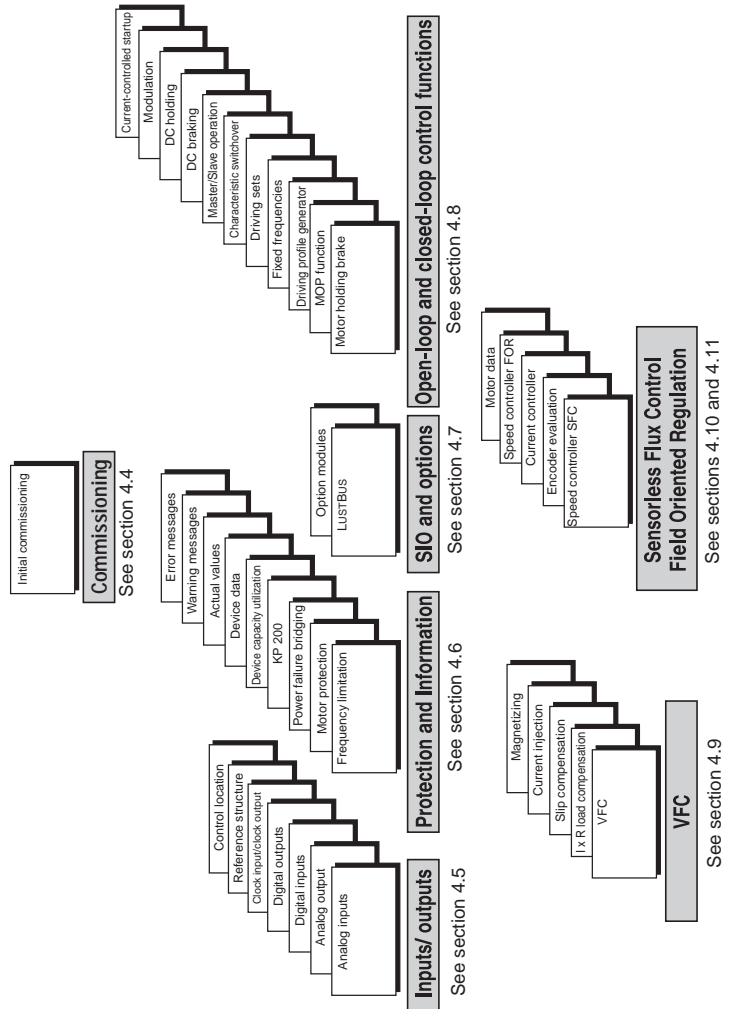 Initial commissioning
Commissioning
See section 4.4
Control location
Reference structure
Clock input/clock output
Digital outputs
Digital inputs
Analog output
Analog inputs
Inputs/ outputs
See section 4.5
Error messages
Warning messages
Actual values
Device data
Device capacity utilization
KP 200
Power failure bridging
Motor protection
Frequency limitation
Protection and Information
See section 4.6
Option modules
LUSTBUS
SIO and options
See section 4.7
Current-controlled startup
Modulation
DC holding
DC braking
Master/Slave operation
Characteristic switchover
Driving sets
Fixed frequencies
Driving profile generator
MOP function
Motor holding brake
Open-loop and closed-loop control functions
See section 4.8
Magnetizing
Current injection
Slip compensation
I x R load compensation
VFC
VFC
See section 4.9
Motor data
Speed controller FOR
Current controller
Encoder evaluation
Speed controller SFC
Sensorless Flux Control
Field Oriented Regulation
See sections 4.10 and 4.11